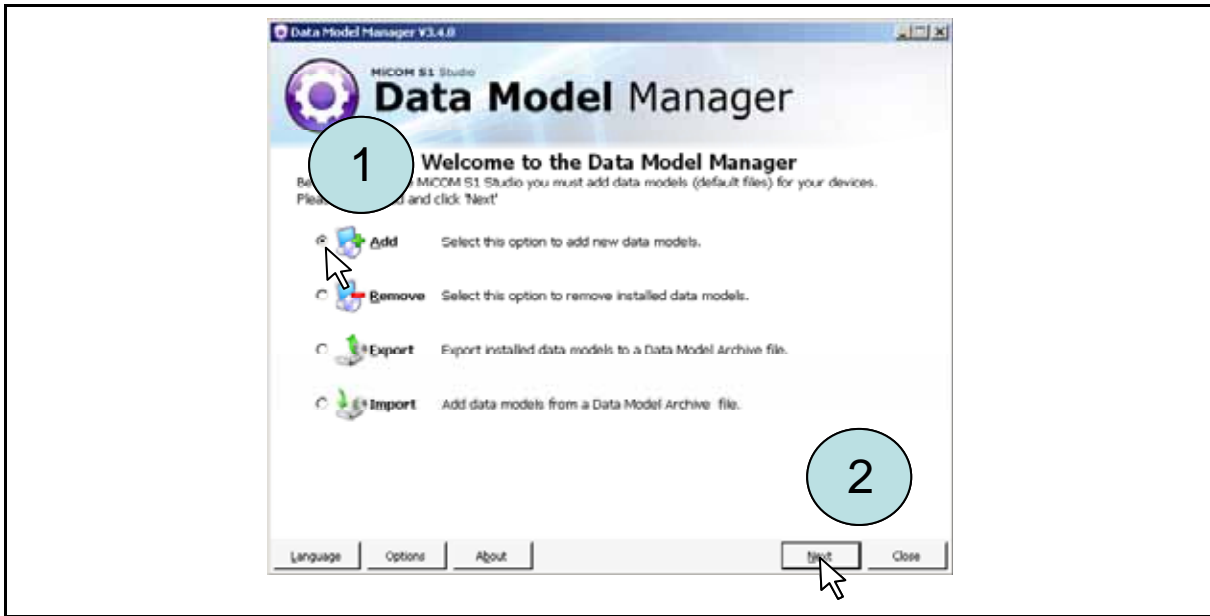 Data Model Manager V3.4.0
MiCOM S1 Studio
Data Model Manager
1
Welcome to the Data Model Manager
Be MiCOM S1 Studio you must add data models (default files) for your devices.
Plea and click 'Next'
Add Select this option to add new data models.
Remove Select this option to remove installed data models.
Export Export installed data models to a Data Model Archive file.
Import Add data models from a Data Model Archive file.
2
Language Options About Next Close